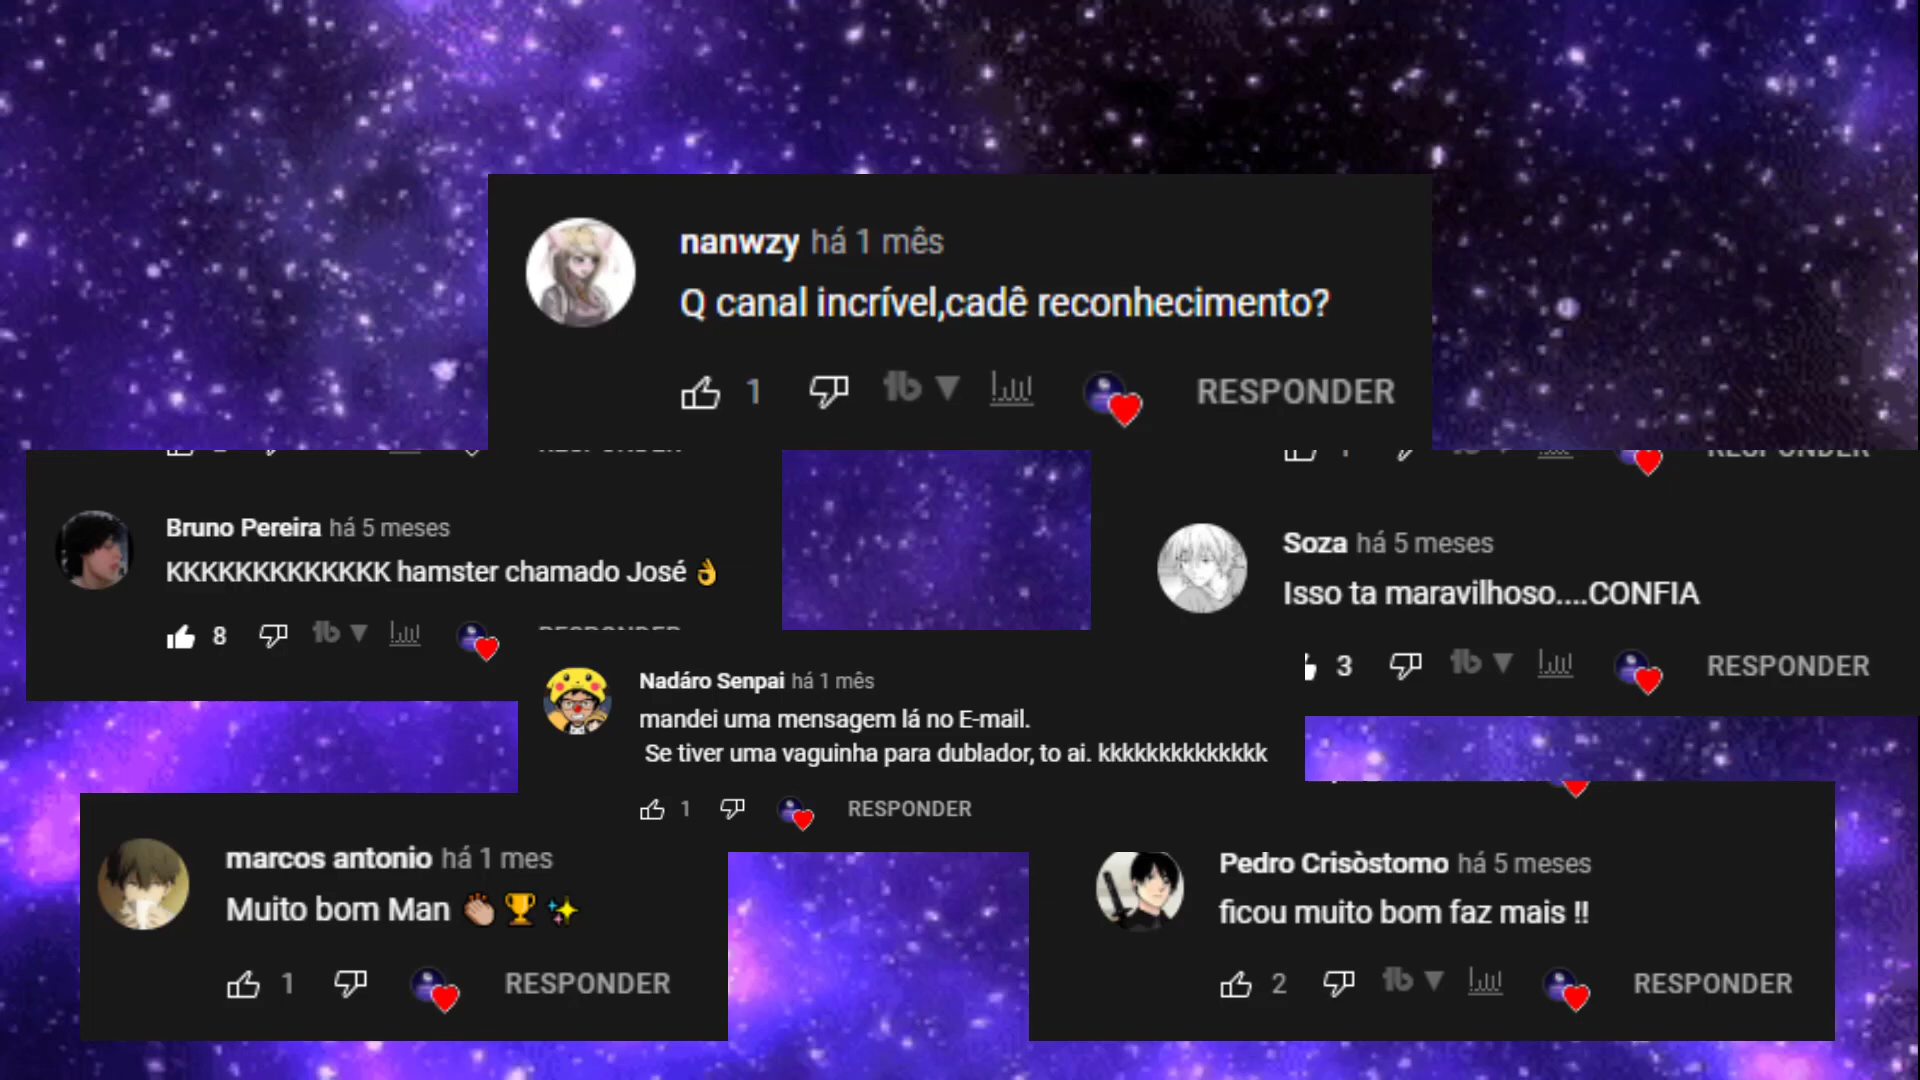 nanwzy há 1 mês
Q canal incrível,cadê reconhecimento?
1 RESPONDER
Bruno Pereira há 5 meses
KKKKKKKKKKKKK hamster chamado José 👌
8
RESPONDER
Soza há 5 meses
Isso ta maravilhoso....CONFIA
3 RESPONDER
Nadáro Senpai há 1 mês
mandei uma mensagem lá no E-mail.
Se tiver uma vaguinha para dublador, to ai. kkkkkkkkkkkkkk
1 RESPONDER
marcos antonio há 1 mes
Muito bom Man 👏🏼🏆✨
1 RESPONDER
Pedro Crisòstomo há 5 meses
ficou muito bom faz mais !!
2 RESPONDER